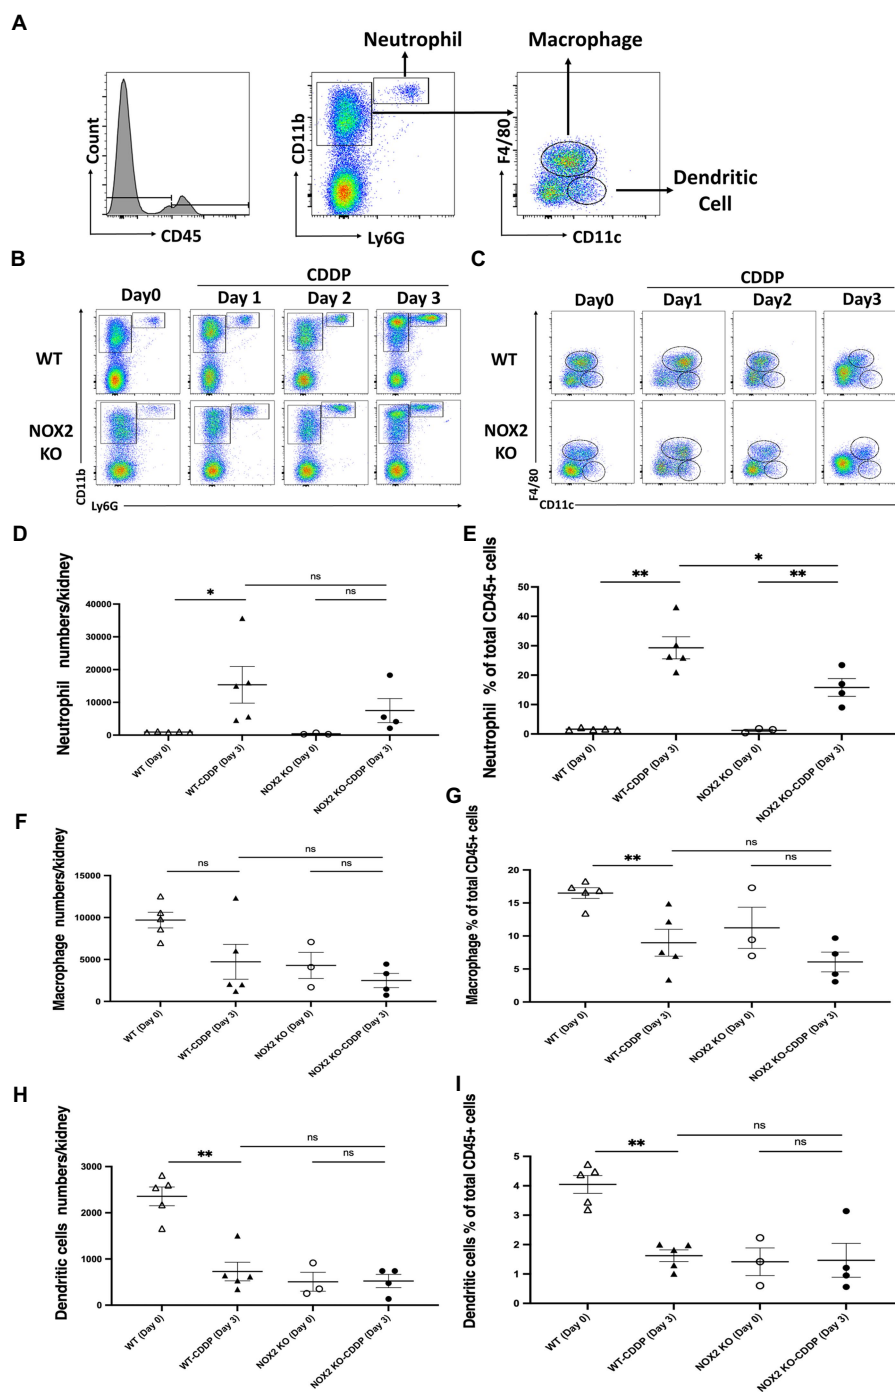 A
Neutrophil
Macrophage
Count
CD45
CD11b
Ly6G
F4/80
CD11c
Dendritic
Cell
B
CDDP
Day0
Day 1
Day 2
Day 3
WT
NOX2
KO
CD11b
Ly6G
C
CDDP
Day0
Day1
Day2
Day3
WT
NOX2
KO
F4/80
CD11c
D
Neutrophil numbers/kidney
40000
30000
20000
10000
0
*
ns
ns
WT (Day 0)
WT-CDDP (Day 3)
NOX2 KO (Day 0)
NOX2 KO-CDDP (Day 3)
E
Neutrophil % of total CD45+ cells
50
40
30
20
10
0
**
*
**
WT (Day 0)
WT-CDDP (Day 3)
NOX2 KO (Day 0)
NOX2 KO-CDDP (Day 3)
F
Macrophage numbers/kidney
15000
10000
5000
0
ns
ns
ns
WT (Day 0)
WT-CDDP (Day 3)
NOX2 KO (Day 0)
NOX2 KO-CDDP (Day 3)
G
Macrophage % of total CD45+ cells
20
15
10
5
0
**
ns
ns
WT (Day 0)
WT-CDDP (Day 3)
NOX2 KO (Day 0)
NOX2 KO-CDDP (Day 3)
H
Dendritic cells numbers/kidney
3000
2000
1000
0
**
ns
ns
WT (Day 0)
WT-CDDP (Day 3)
NOX2 KO (Day 0)
NOX2 KO-CDDP (Day 3)
I
Dendritic cells % of total CD45+ cells
5
4
3
2
1
0
**
ns
ns
WT (Day 0)
WT-CDDP (Day 3)
NOX2 KO (Day 0)
NOX2 KO-CDDP (Day 3)